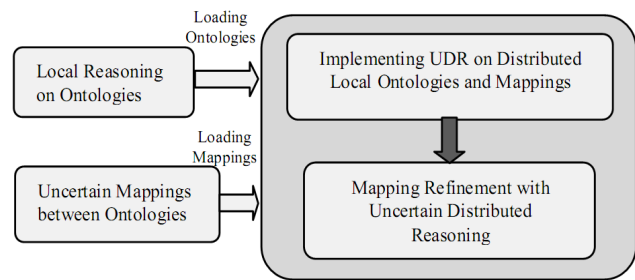 Loading
Ontologies
Local Reasoning
on Ontologies
Implementing UDR on Distributed
Local Ontologies and Mappings
Loading
Mappings
Uncertain Mappings
between Ontologies
Mapping Refinement with
Uncertain Distributed
Reasoning